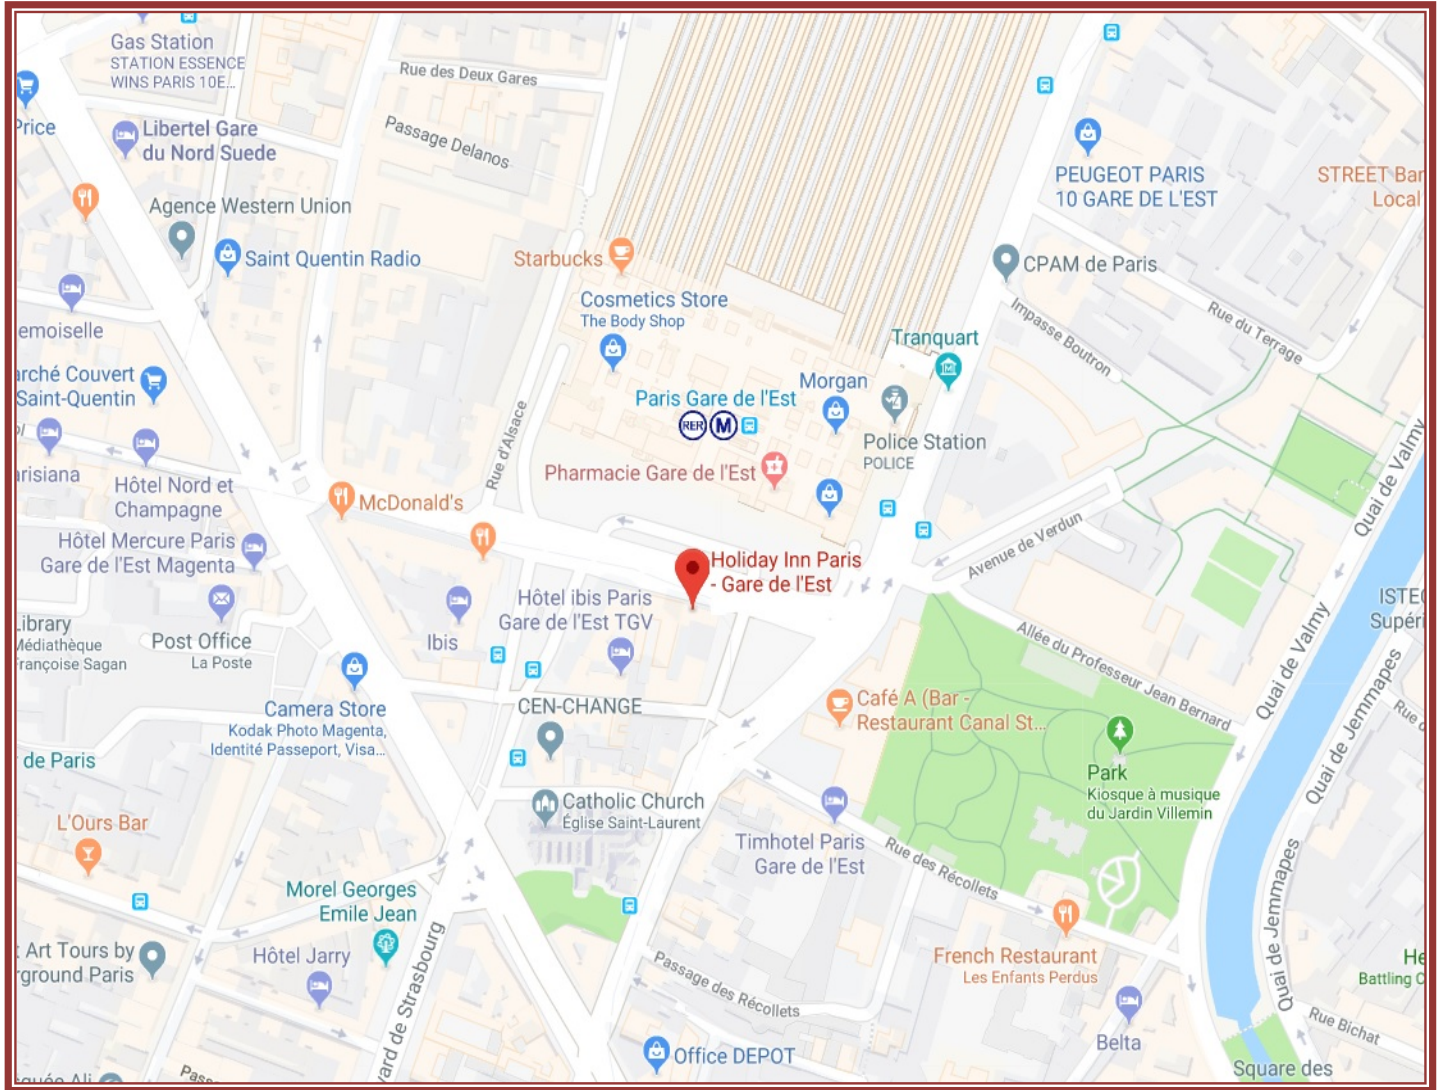 Gas Station
STATION ESSENCE
WINS PARIS 10E...
Rue des Deux Gares
Price
Libertel Gare
du Nord Suede
Passage Delanos
PEUGEOT PARIS
10 GARE DE L'EST
STREET Bar
Local
Agence Western Union
Saint Quentin Radio
Starbucks
CPAM de Paris
Cosmetics Store
The Body Shop
Impasse Boutron
Rue du Terrage
emoiselle
Tranquart
arché Couvert
Saint-Quentin
Morgan
Paris Gare de l'Est
RER M
Rue d'Alsace
Police Station
POLICE
Quai de Valmy
arisiana
Hôtel Nord et
Champagne
Pharmacie Gare de l'Est
McDonald's
Hôtel Mercure Paris
Gare de l'Est Magenta
Avenue de Verdun
Holiday Inn Paris
- Gare de l'Est
Hôtel ibis Paris
Gare de l'Est TGV
ISTEC
Supéri
Library
Médiathèque
Françoise Sagan
Post Office
La Poste
Ibis
Allée du Professeur Jean Bernard
Quai de Valmy
Quai de Jemmapes
Rue d
Camera Store
Kodak Photo Magenta,
Identité Passeport, Visa...
CEN-CHANGE
Café A (Bar -
Restaurant Canal St...
de Paris
Park
Kiosque à musique
du Jardin Villemin
L'Ours Bar
Catholic Church
Église Saint-Laurent
Timhotel Paris
Gare de l'Est
Rue des Récollets
Quai de Jemmapes
Morel Georges
Emile Jean
Art Tours by
rground Paris
Hôtel Jarry
ard de Strasbourg
Passage des Récollets
French Restaurant
Les Enfants Perdus
He
Battling C
Belta
Rue Bichat
Office DEPOT
Square des
Pass